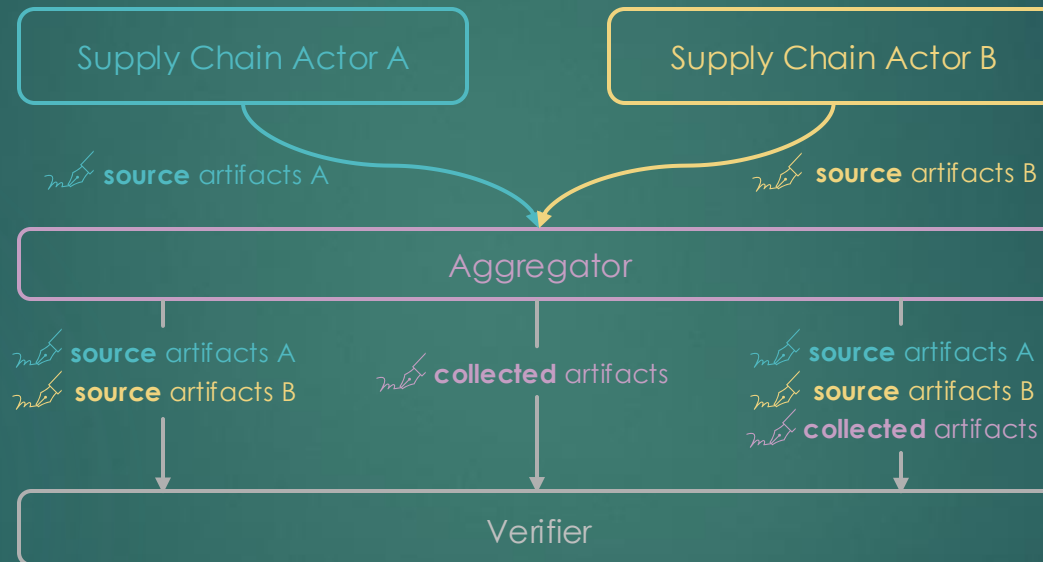 Supply Chain Actor A
Supply Chain Actor B
source artifacts A
source artifacts B
Aggregator
source artifacts A
source artifacts B
collected artifacts
source artifacts A
source artifacts B
collected artifacts
Verifier